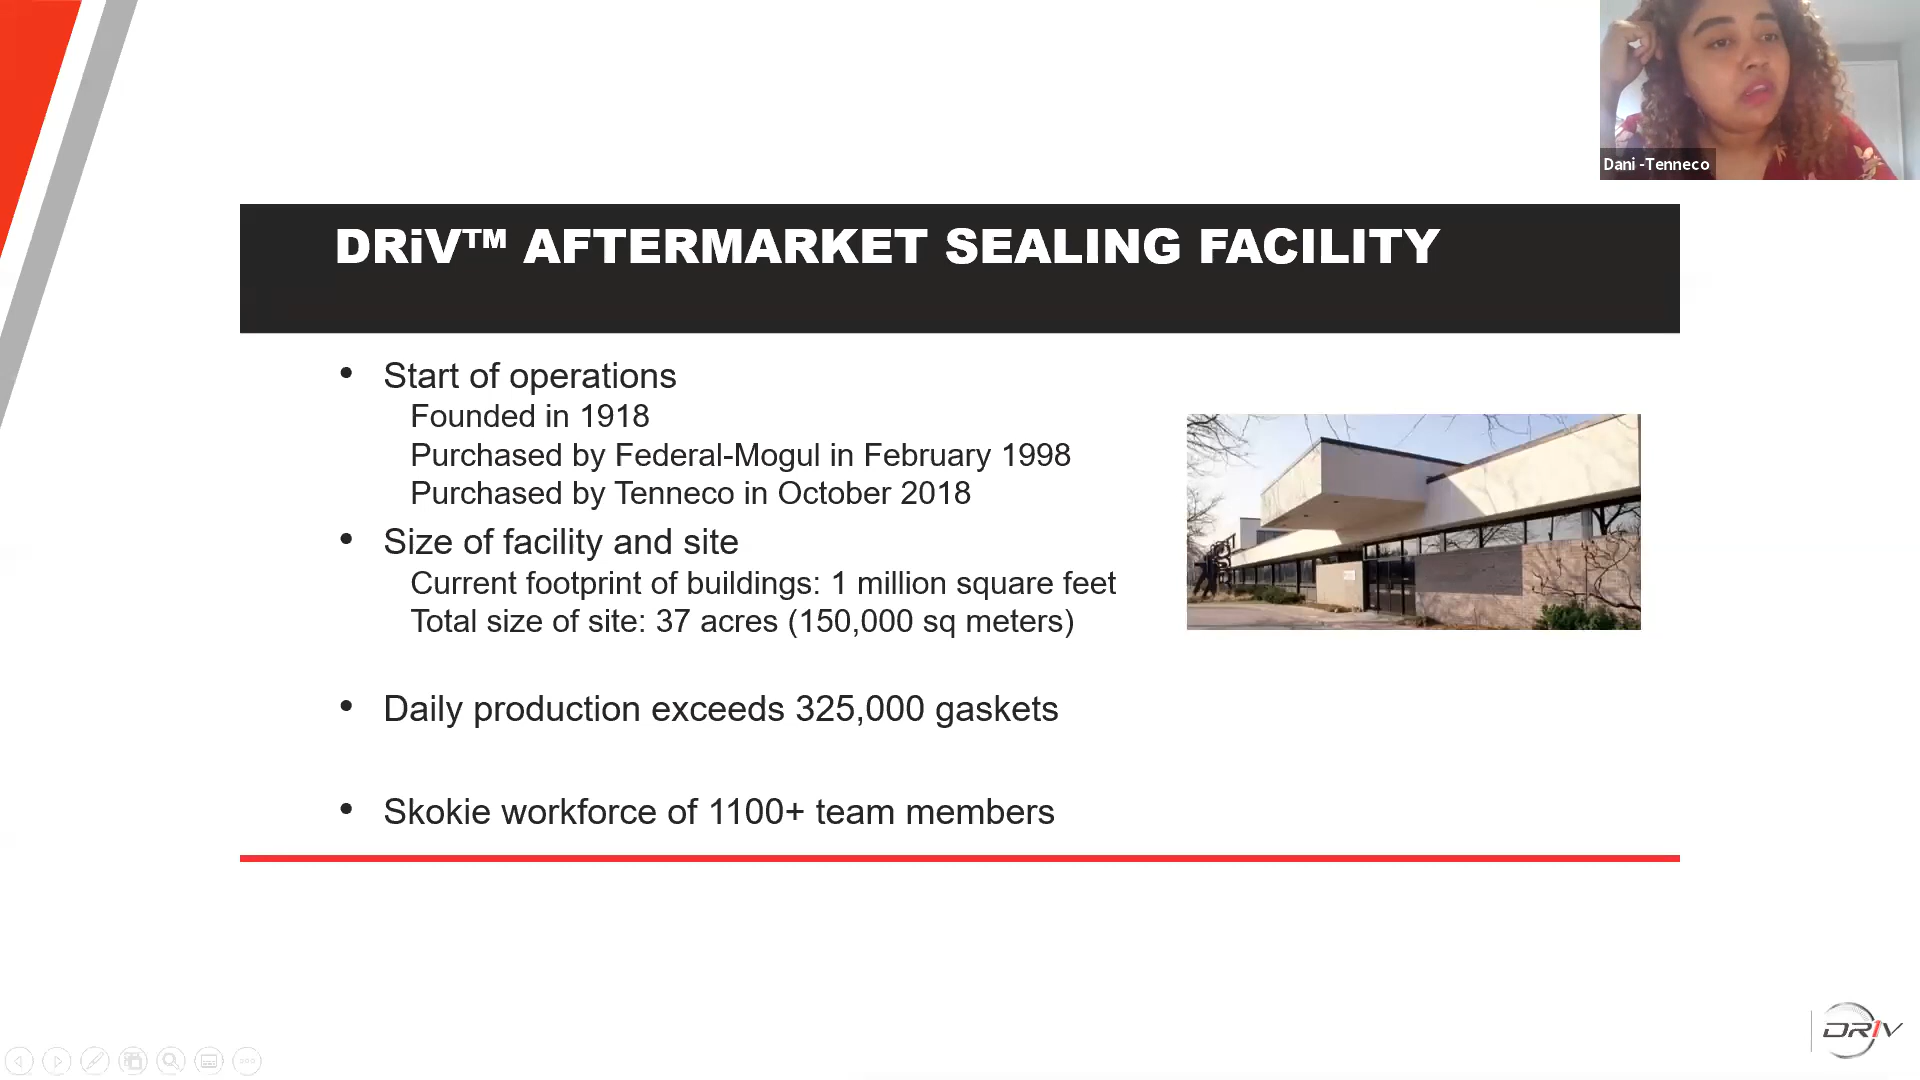 Dani -Tenneco
DRiV™ AFTERMARKET SEALING FACILITY
• Start of operations
Founded in 1918
Purchased by Federal-Mogul in February 1998
Purchased by Tenneco in October 2018
• Size of facility and site
Current footprint of buildings: 1 million square feet
Total size of site: 37 acres (150,000 sq meters)
• Daily production exceeds 325,000 gaskets
• Skokie workforce of 1100+ team members
DRiV